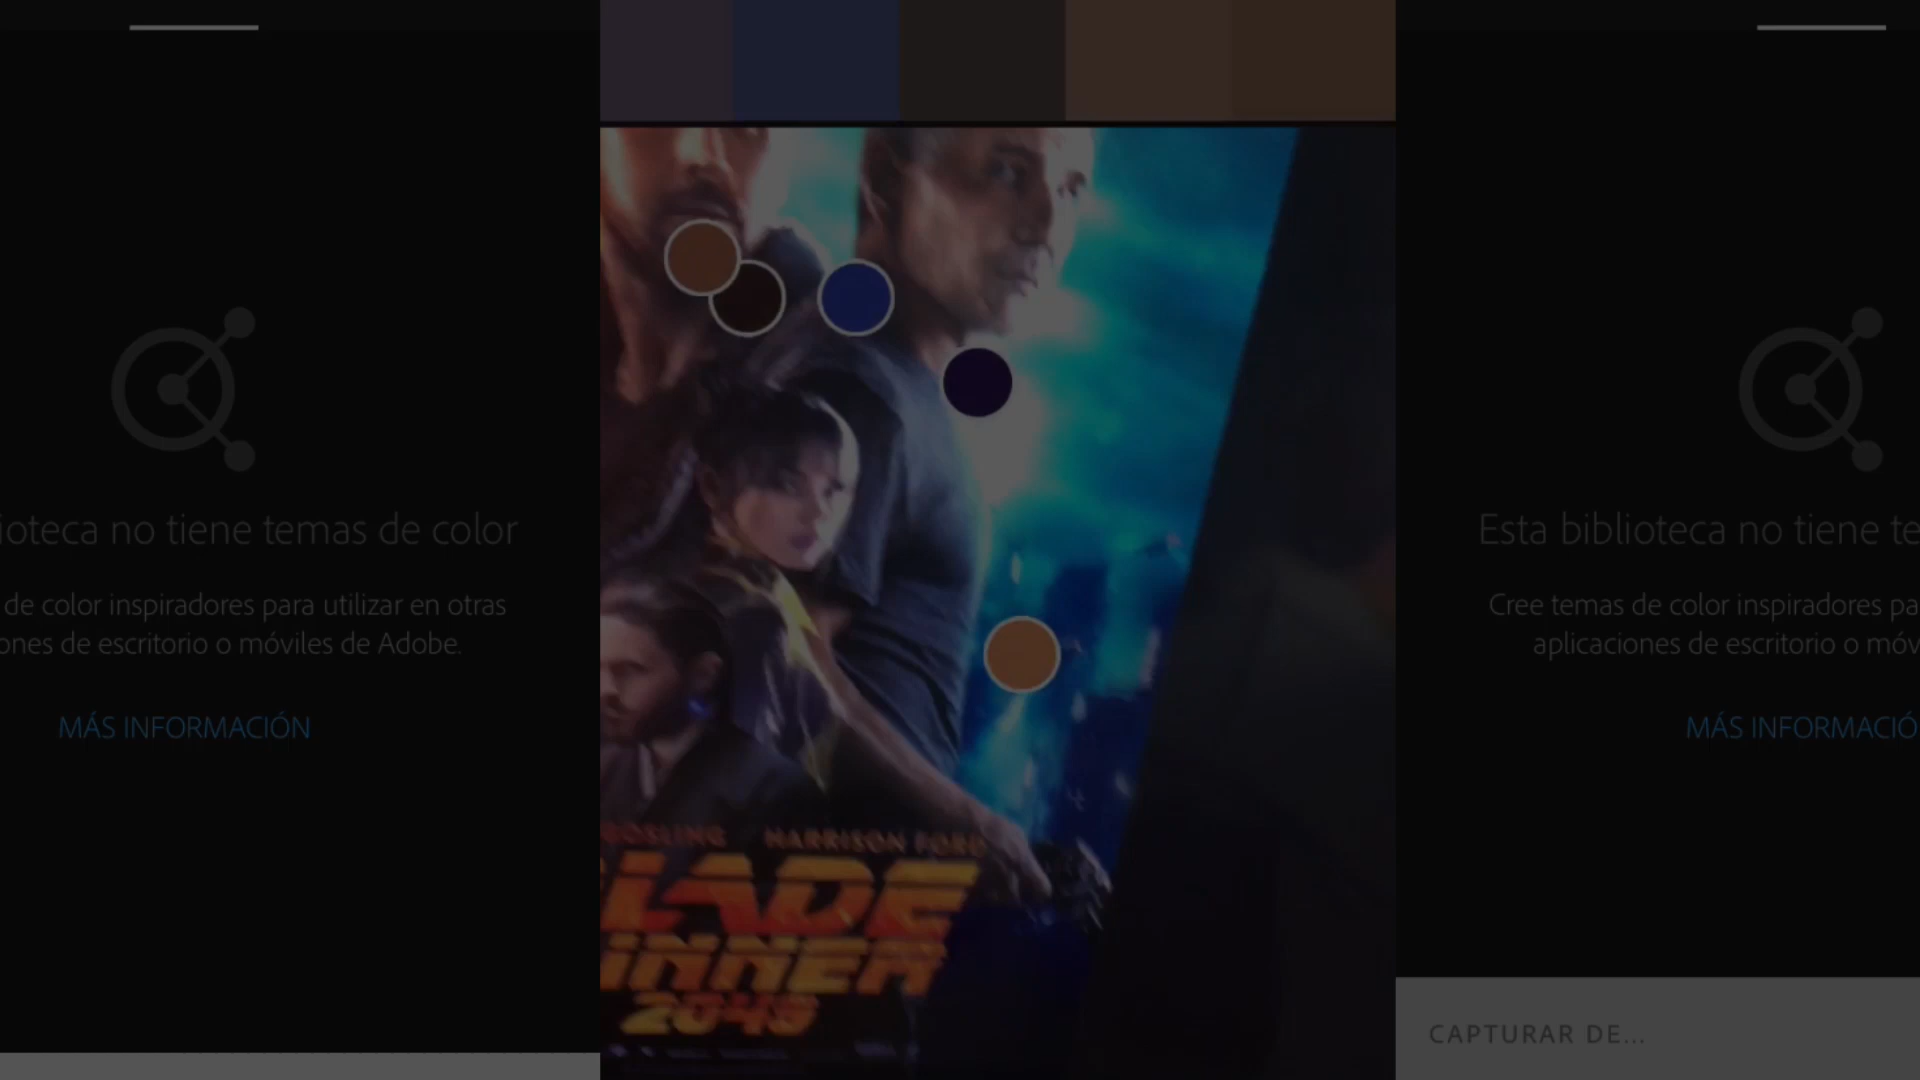 ioteca no tiene temas de color
de color inspiradores para utilizar en otras
ones de escritorio o móviles de Adobe.
MÁS INFORMACIÓN
GOSLING HARRISON FORD
LADE
INNER
2049
Esta biblioteca no tiene te
Cree temas de color inspiradores pa
aplicaciones de escritorio o móv
MÁS INFORMACIÓ
CAPTURAR DE...